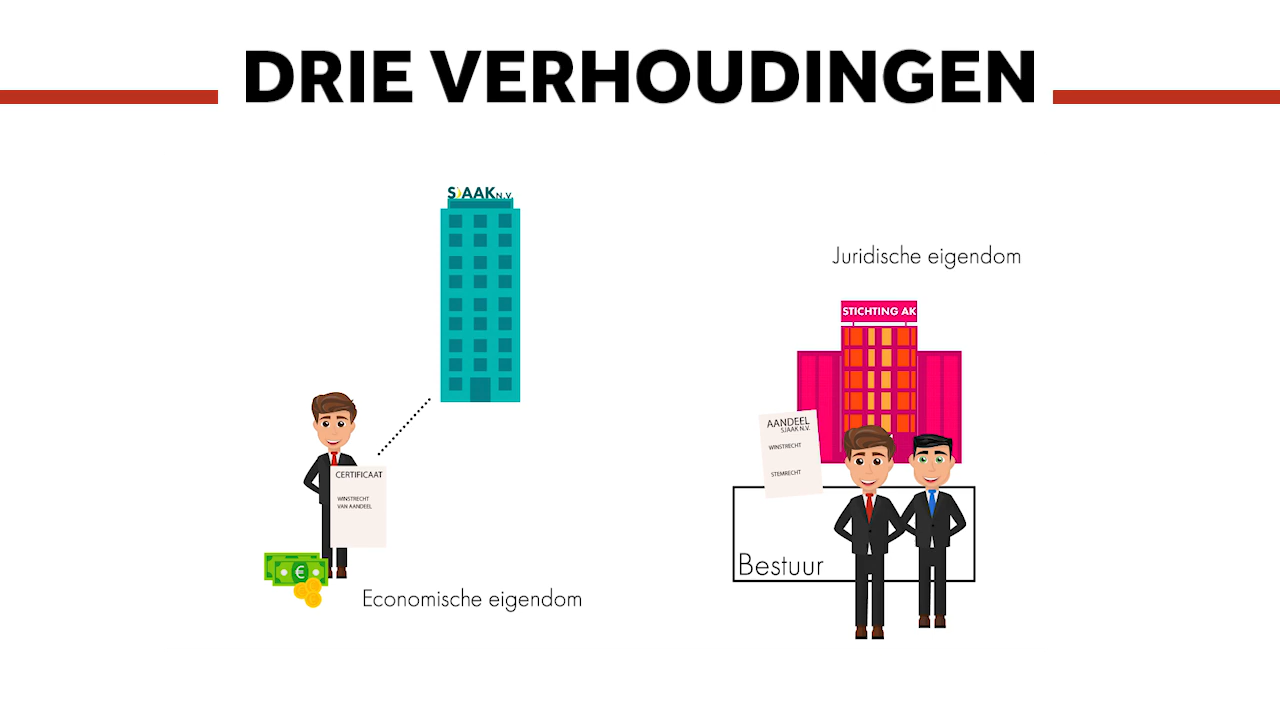 DRIE VERHOUDINGEN
SJAAK N.V.
Juridische eigendom
STICHTING AK
AANDEEL
SJAAK N.V.
WINSTRECHT
STEMRECHT
CERTIFICAAT
WINSTRECHT
VAN AANDEEL
€
Bestuur
Economische eigendom